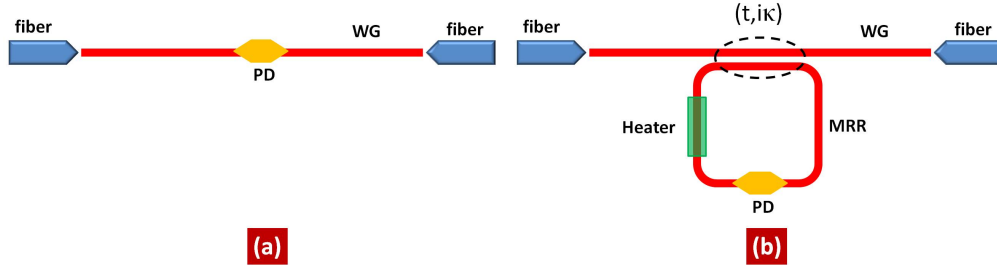 fiber
WG
fiber
PD
(a)
(t,iκ)
fiber
WG
fiber
Heater
MRR
PD
(b)